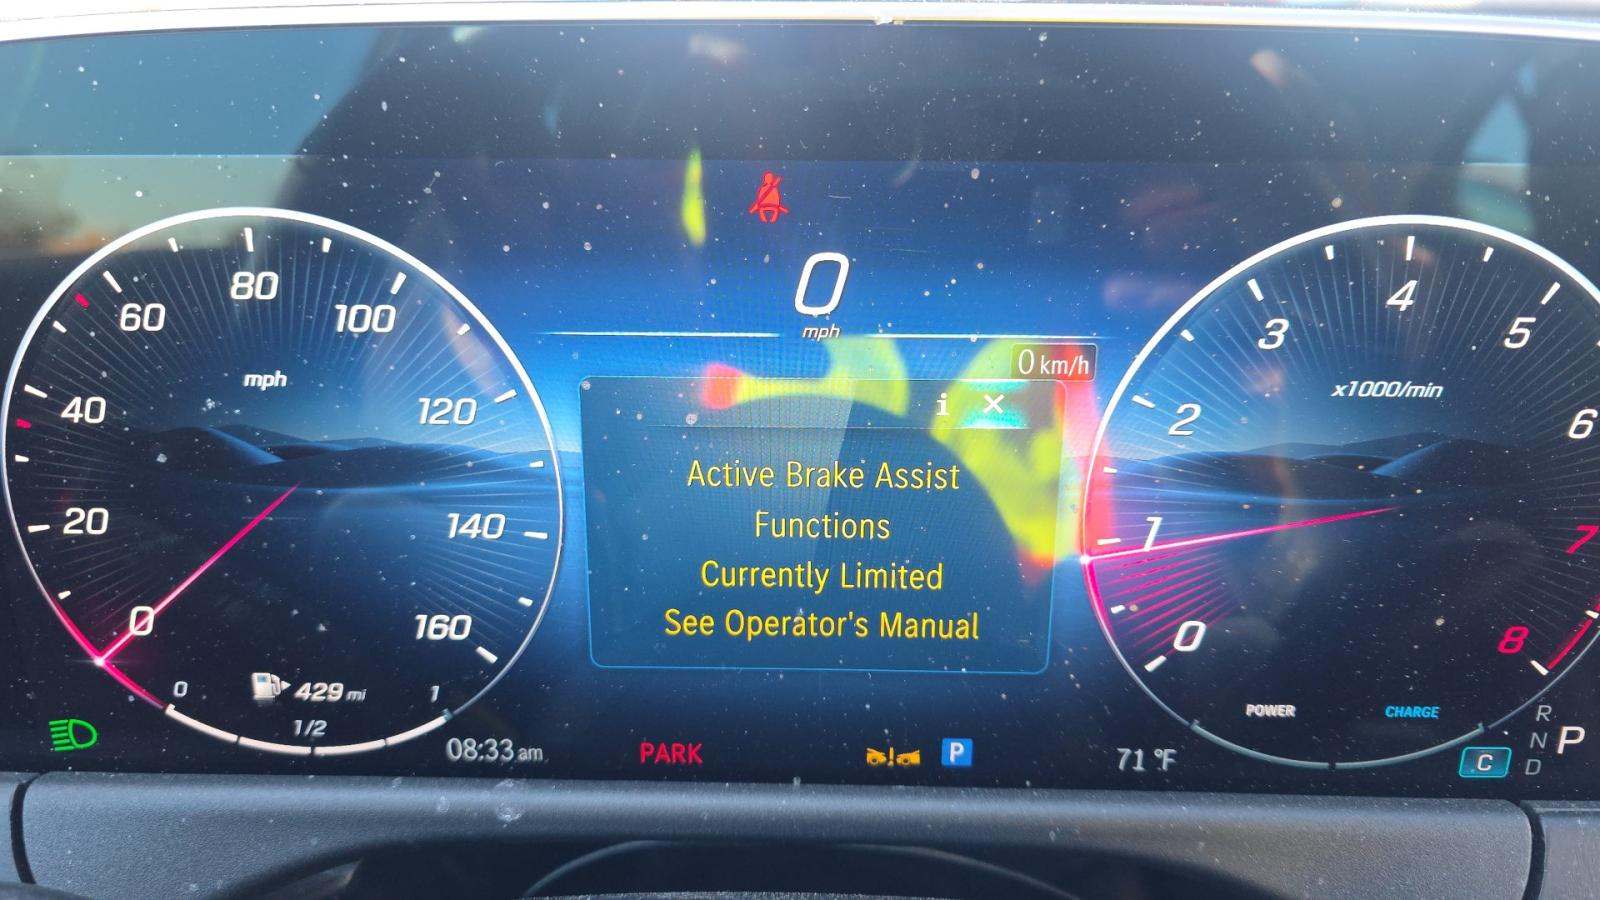 0
mph
0 km/h
80
60
100
mph
40
120
20
140
0
160
0
429 mi
1
1/2
i ×
Active Brake Assist
Functions
Currently Limited
See Operator's Manual
4
3
5
x1000/min
2
6
1
7
0
8
POWER
CHARGE
R
N
P
D
C
08:33 am
PARK
P
71 °F